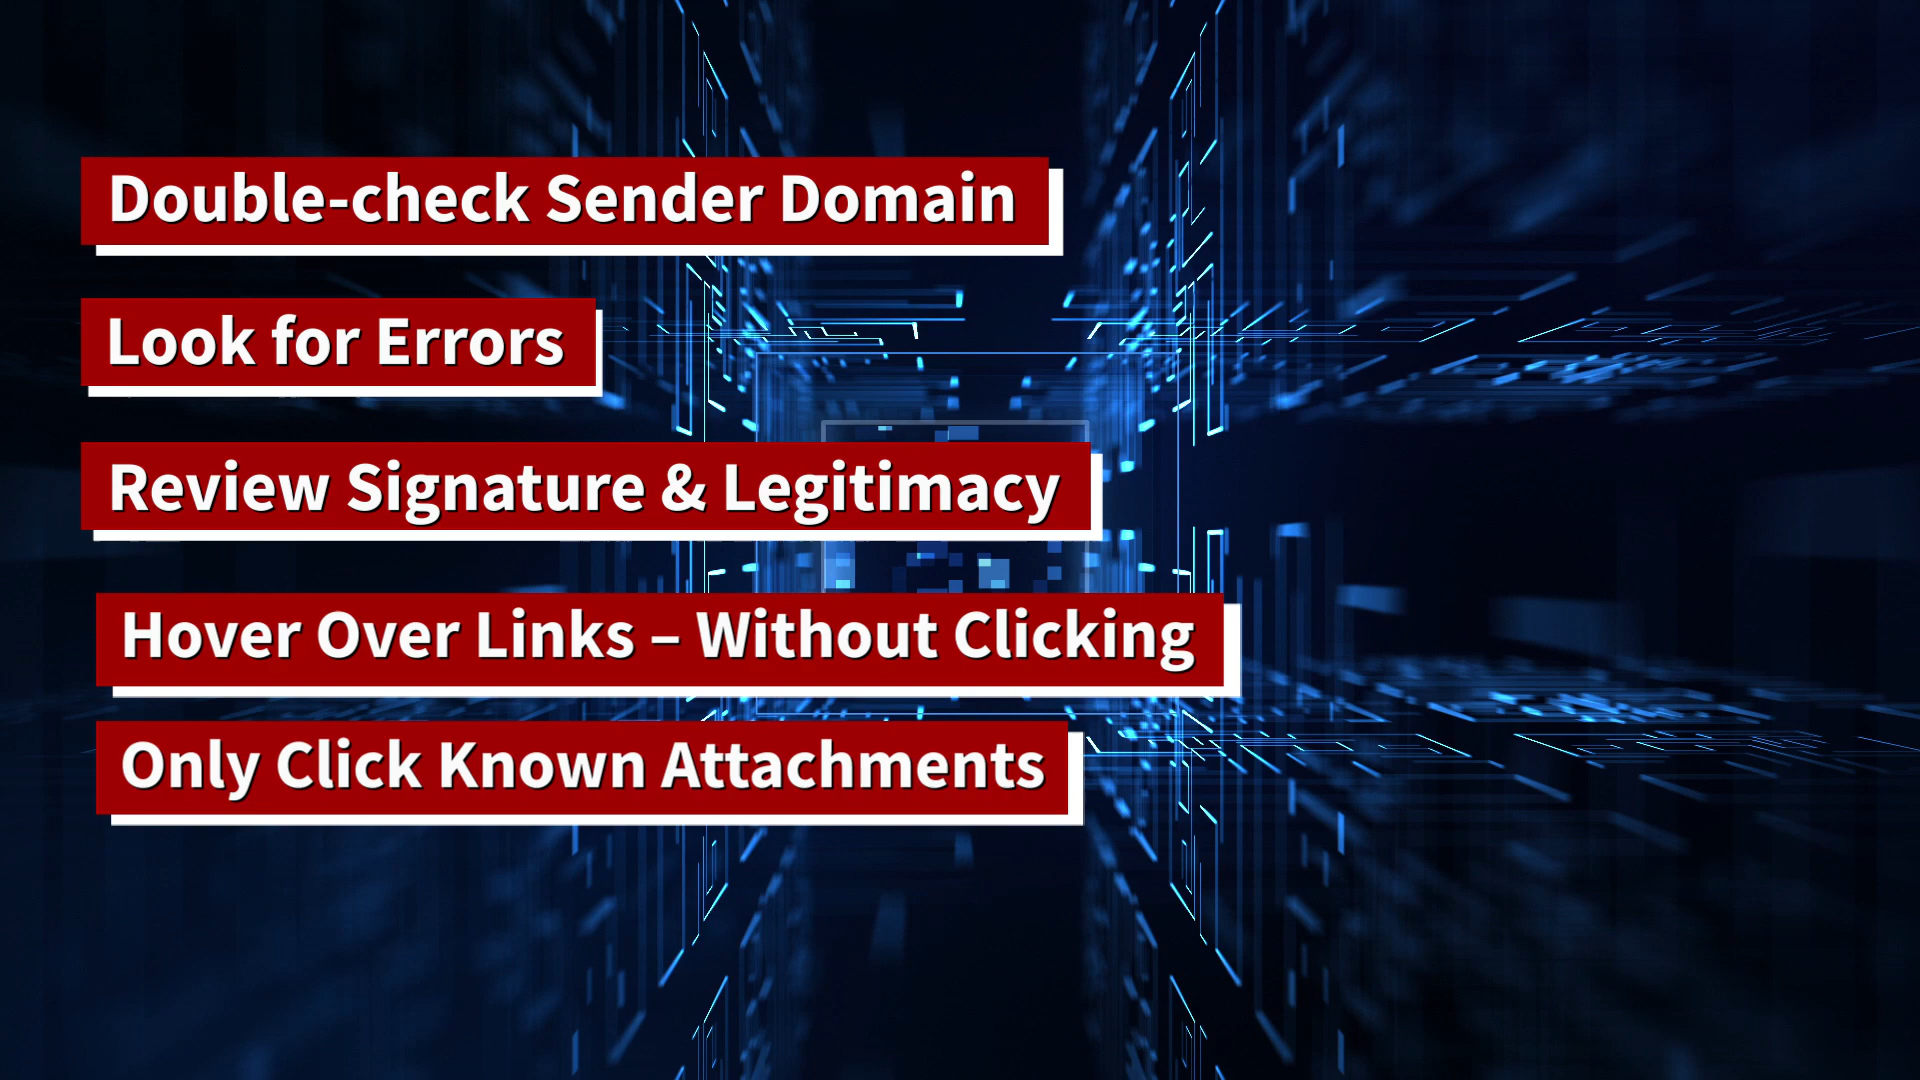 Double-check Sender Domain
Look for Errors
Review Signature & Legitimacy
Hover Over Links – Without Clicking
Only Click Known Attachments